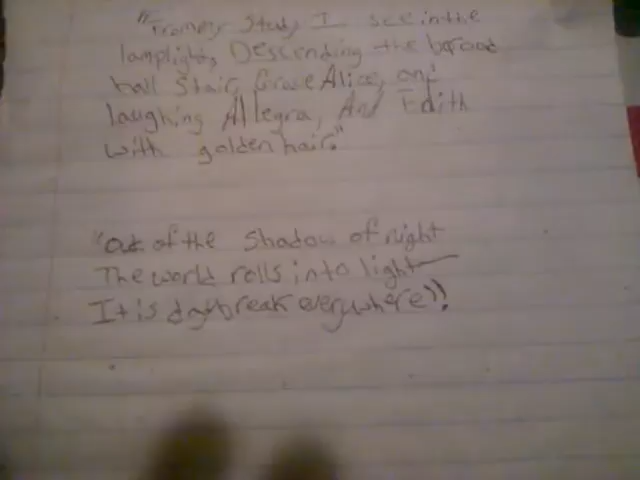 "From my Study I see in the
lamplight, Descending the broad
hall Stair, Grave Alice, and
laughing Allegra, And Edith
with golden hair."
"Out of the Shadow of night
The world rolls into light—
It is daybreak everywhere"!